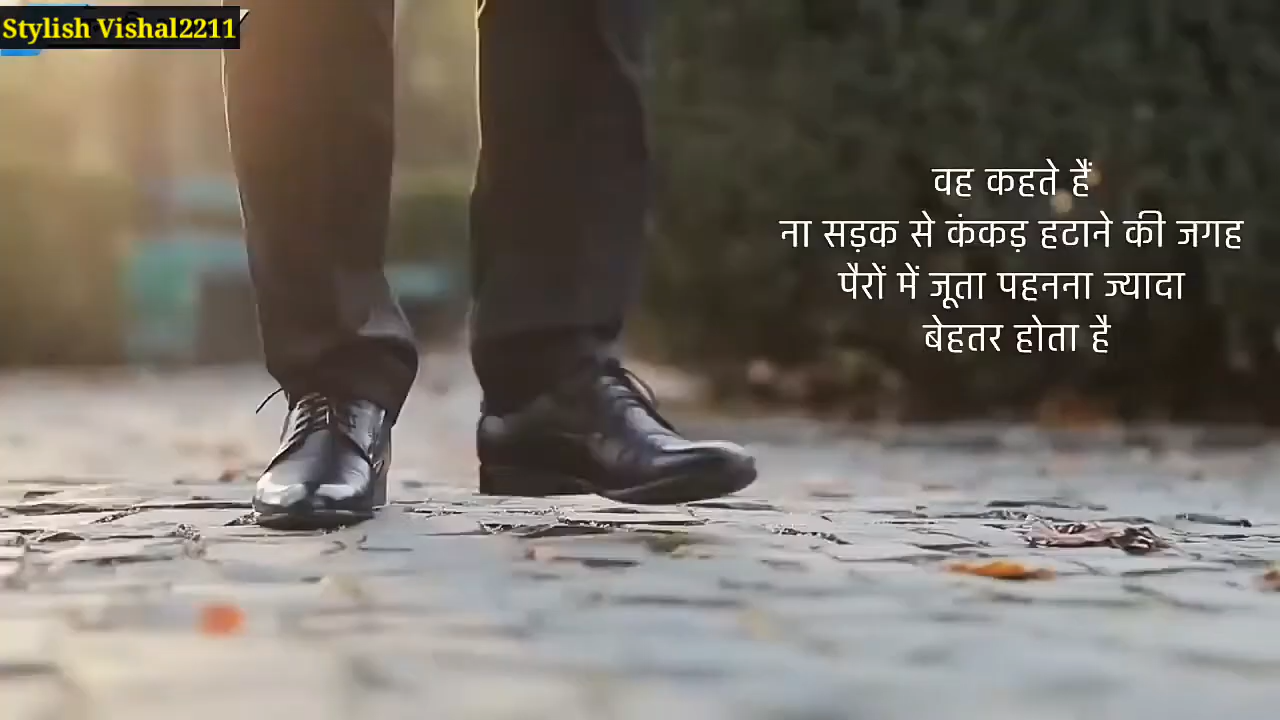 Stylish Vishal2211
वह कहते हैं
ना सड़क से कंकड़ हटाने की जगह
पैरों में जूता पहनना ज्यादा
बेहतर होता है